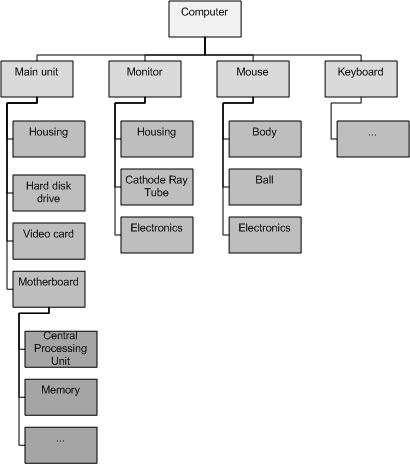 Computer
Main unit
Monitor
Mouse
Keyboard
Housing
Housing
Body
...
Hard disk
drive
Cathode Ray
Tube
Ball
Video card
Electronics
Electronics
Motherboard
Central
Processing
Unit
Memory
...